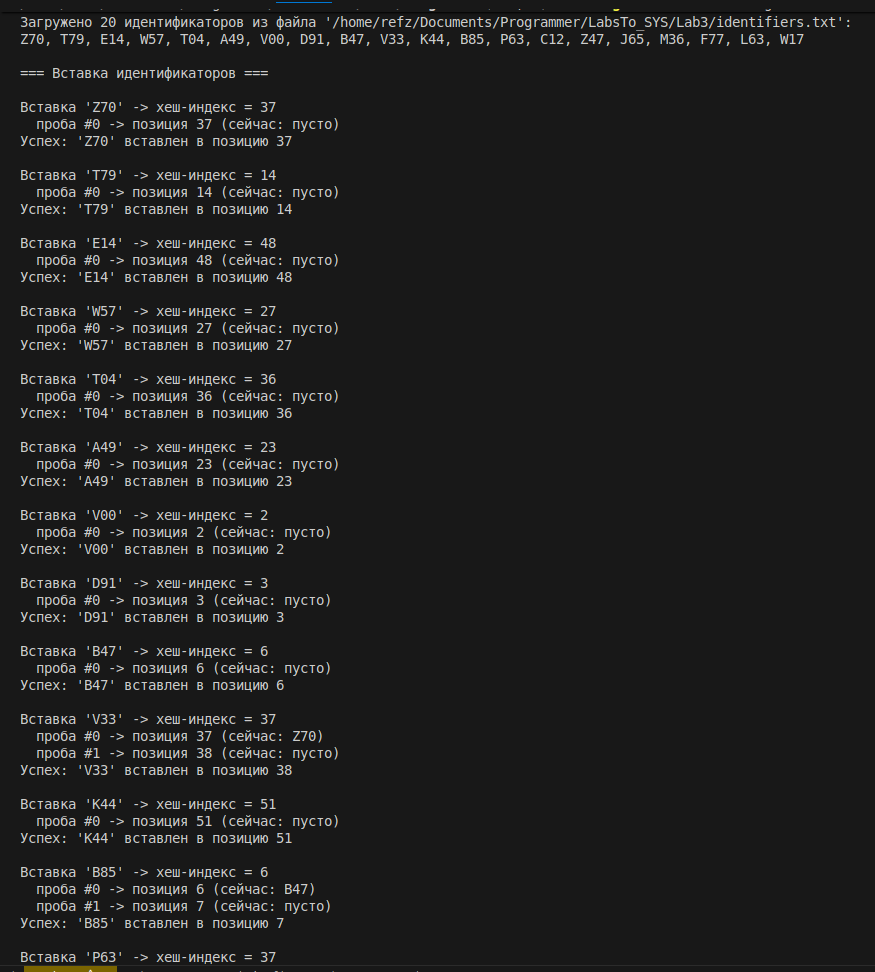 Загружено 20 идентификаторов из файла '/home/refz/Documents/Programmer/LabsTo_SYS/Lab3/identifiers.txt':
Z70, T79, E14, W57, T04, A49, V00, D91, B47, V33, K44, B85, P63, C12, Z47, J65, M36, F77, L63, W17
=== Вставка идентификаторов ===
Вставка 'Z70' -> хеш-индекс = 37
проба #0 -> позиция 37 (сейчас: пусто)
Успех: 'Z70' вставлен в позицию 37
Вставка 'T79' -> хеш-индекс = 14
проба #0 -> позиция 14 (сейчас: пусто)
Успех: 'T79' вставлен в позицию 14
Вставка 'E14' -> хеш-индекс = 48
проба #0 -> позиция 48 (сейчас: пусто)
Успех: 'E14' вставлен в позицию 48
Вставка 'W57' -> хеш-индекс = 27
проба #0 -> позиция 27 (сейчас: пусто)
Успех: 'W57' вставлен в позицию 27
Вставка 'T04' -> хеш-индекс = 36
проба #0 -> позиция 36 (сейчас: пусто)
Успех: 'T04' вставлен в позицию 36
Вставка 'A49' -> хеш-индекс = 23
проба #0 -> позиция 23 (сейчас: пусто)
Успех: 'A49' вставлен в позицию 23
Вставка 'V00' -> хеш-индекс = 2
проба #0 -> позиция 2 (сейчас: пусто)
Успех: 'V00' вставлен в позицию 2
Вставка 'D91' -> хеш-индекс = 3
проба #0 -> позиция 3 (сейчас: пусто)
Успех: 'D91' вставлен в позицию 3
Вставка 'B47' -> хеш-индекс = 6
проба #0 -> позиция 6 (сейчас: пусто)
Успех: 'B47' вставлен в позицию 6
Вставка 'V33' -> хеш-индекс = 37
проба #0 -> позиция 37 (сейчас: Z70)
проба #1 -> позиция 38 (сейчас: пусто)
Успех: 'V33' вставлен в позицию 38
Вставка 'K44' -> хеш-индекс = 51
проба #0 -> позиция 51 (сейчас: пусто)
Успех: 'K44' вставлен в позицию 51
Вставка 'B85' -> хеш-индекс = 6
проба #0 -> позиция 6 (сейчас: B47)
проба #1 -> позиция 7 (сейчас: пусто)
Успех: 'B85' вставлен в позицию 7
Вставка 'P63' -> хеш-индекс = 37